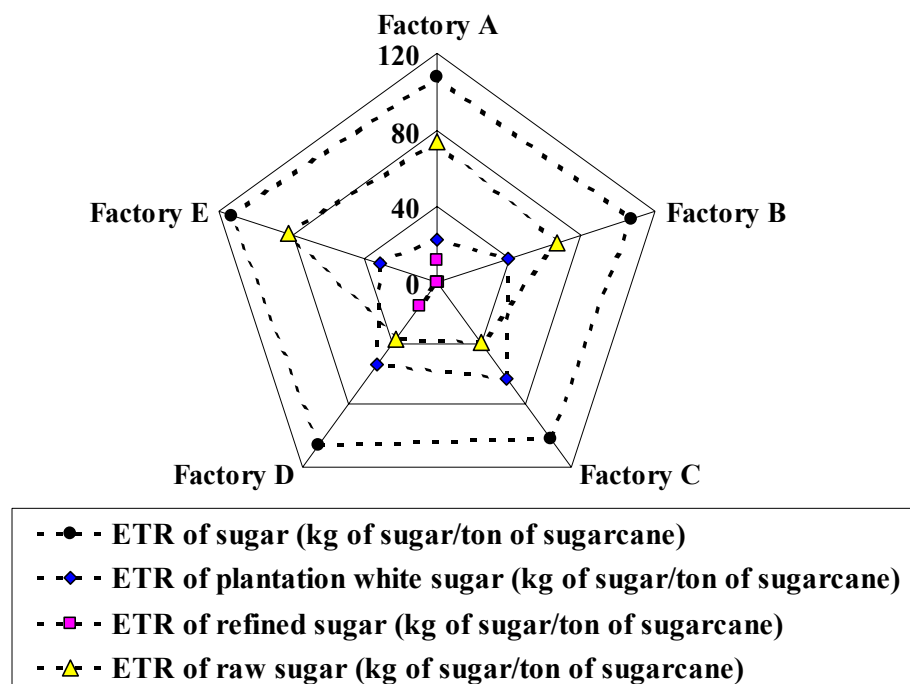 Factory A
120
80
Factory E
Factory B
40
0
Factory D
Factory C
ETR of sugar (kg of sugar/ton of sugarcane)
ETR of plantation white sugar (kg of sugar/ton of sugarcane)
ETR of refined sugar (kg of sugar/ton of sugarcane)
ETR of raw sugar (kg of sugar/ton of sugarcane)